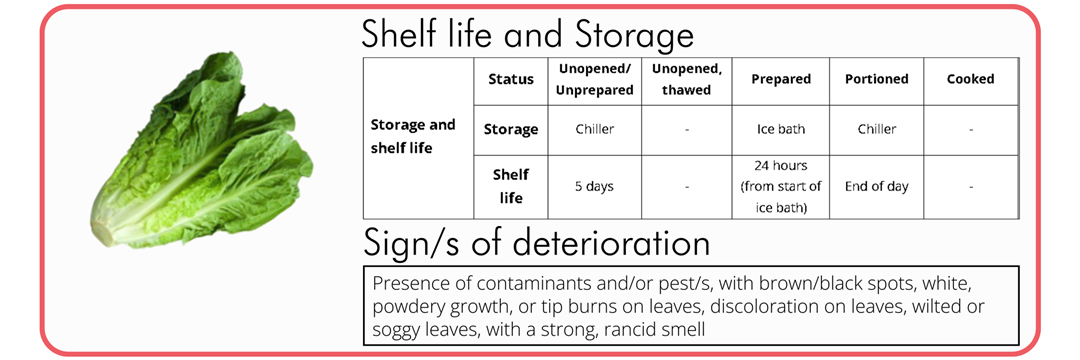 Shelf life and Storage
Storage and
shelf life
Status
Unopened/
Unprepared
Unopened,
thawed
Prepared
Portioned
Cooked
Storage
Chiller
-
Ice bath
Chiller
-
Shelf
life
5 days
-
24 hours
(from start of
ice bath)
End of day
-
Sign/s of deterioration
Presence of contaminants and/or pest/s, with brown/black spots, white,
powdery growth, or tip burns on leaves, discoloration on leaves, wilted or
soggy leaves, with a strong, rancid smell